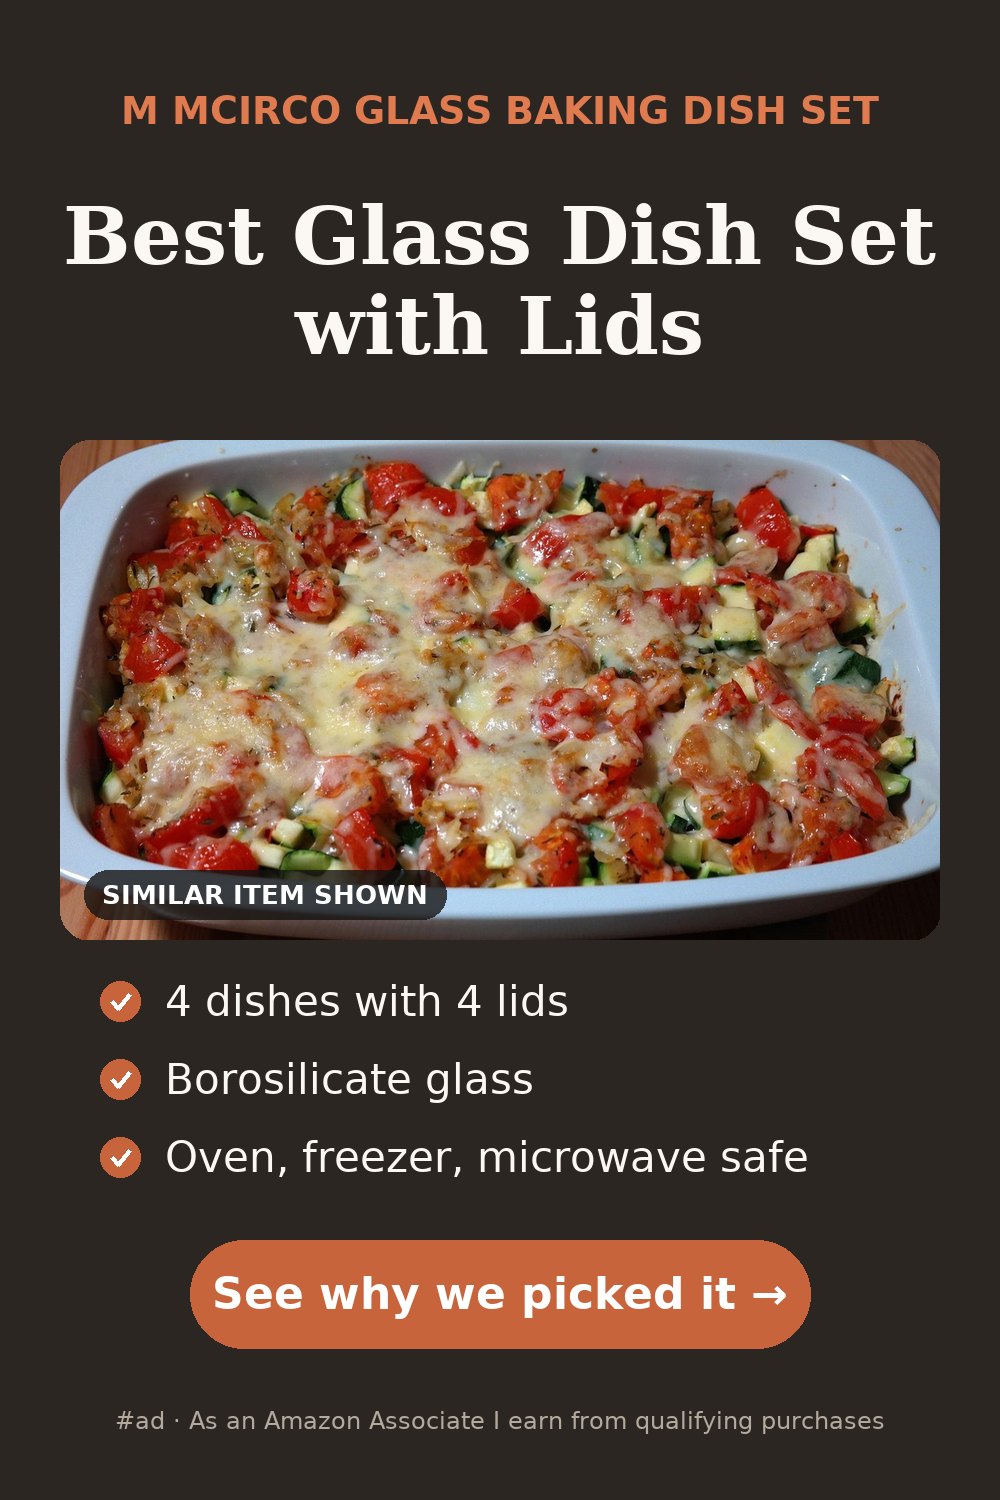 M MCIRCO GLASS BAKING DISH SET
Best Glass Dish Set
with Lids
SIMILAR ITEM SHOWN
4 dishes with 4 lids
Borosilicate glass
Oven, freezer, microwave safe
See why we picked it →
#ad · As an Amazon Associate I earn from qualifying purchases